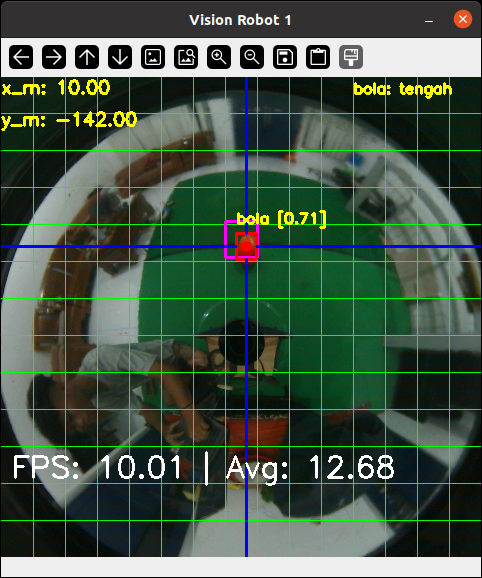 Vision Robot 1
x_m: 10.00
bola: tengah
y_m: -142.00
bola [0.71]
FPS: 10.01 | Avg: 12.68